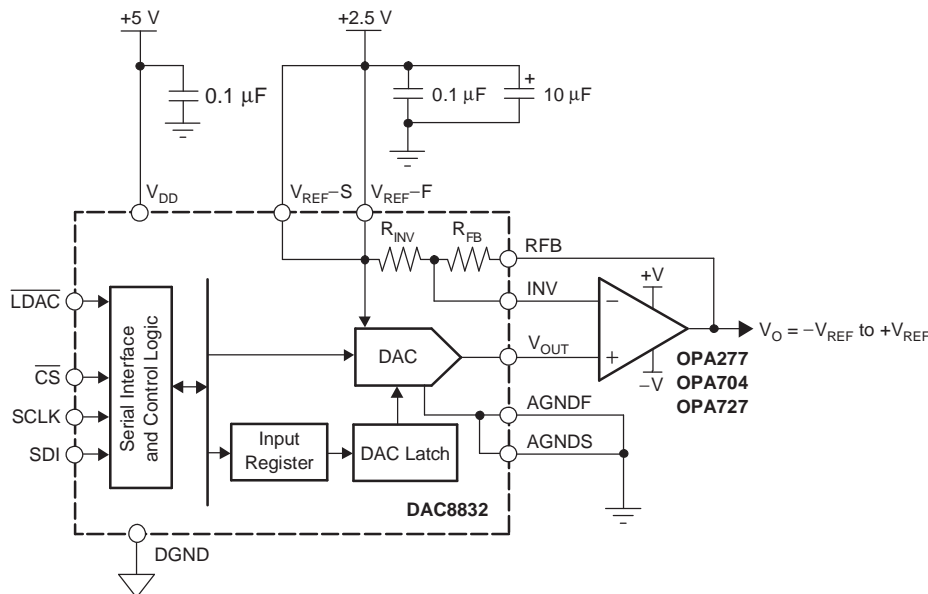 +5 V
+2.5 V
0.1 μF
0.1 μF
+
10 μF
V_DD
V_REF−S
V_REF−F
R_INV
R_FB
RFB
INV
+V
−
LDAC
Serial Interface
and Control Logic
DAC
V_OUT
+
V_O = −V_REF to +V_REF
−V
OPA277
OPA704
OPA727
CS
SCLK
SDI
Input
Register
DAC Latch
AGNDF
AGNDS
DAC8832
DGND